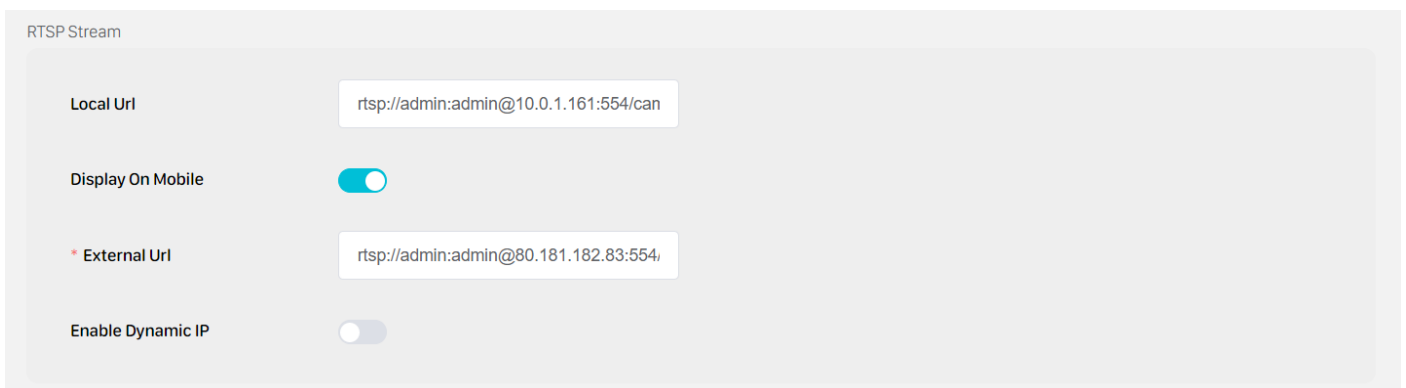 RTSP Stream
Local Url rtsp://admin:admin@10.0.1.161:554/cam
Display On Mobile
* External Url rtsp://admin:admin@80.181.182.83:554/
Enable Dynamic IP